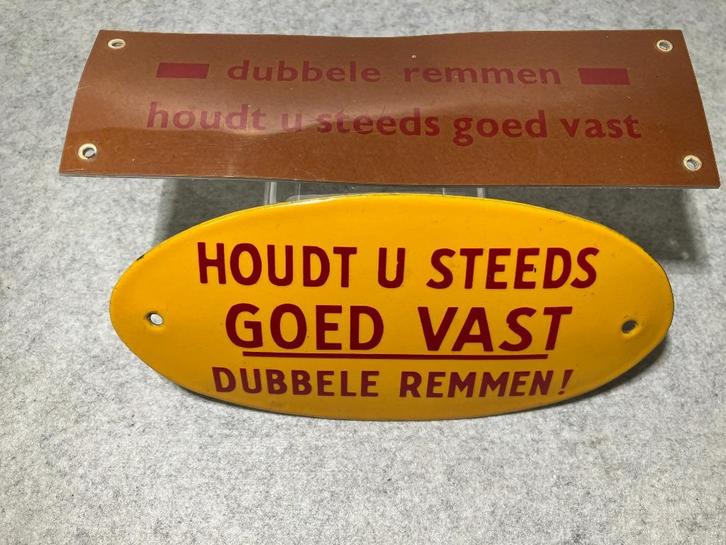 dubbele remmen
houdt u steeds goed vast
HOUDT U STEEDS
GOED VAST
DUBBELE REMMEN!